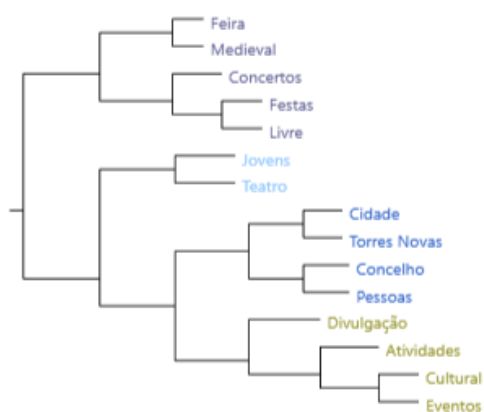 Feira
Medieval
Concertos
Festas
Livre
Jovens
Teatro
Cidade
Torres Novas
Concelho
Pessoas
Divulgação
Atividades
Cultural
Eventos